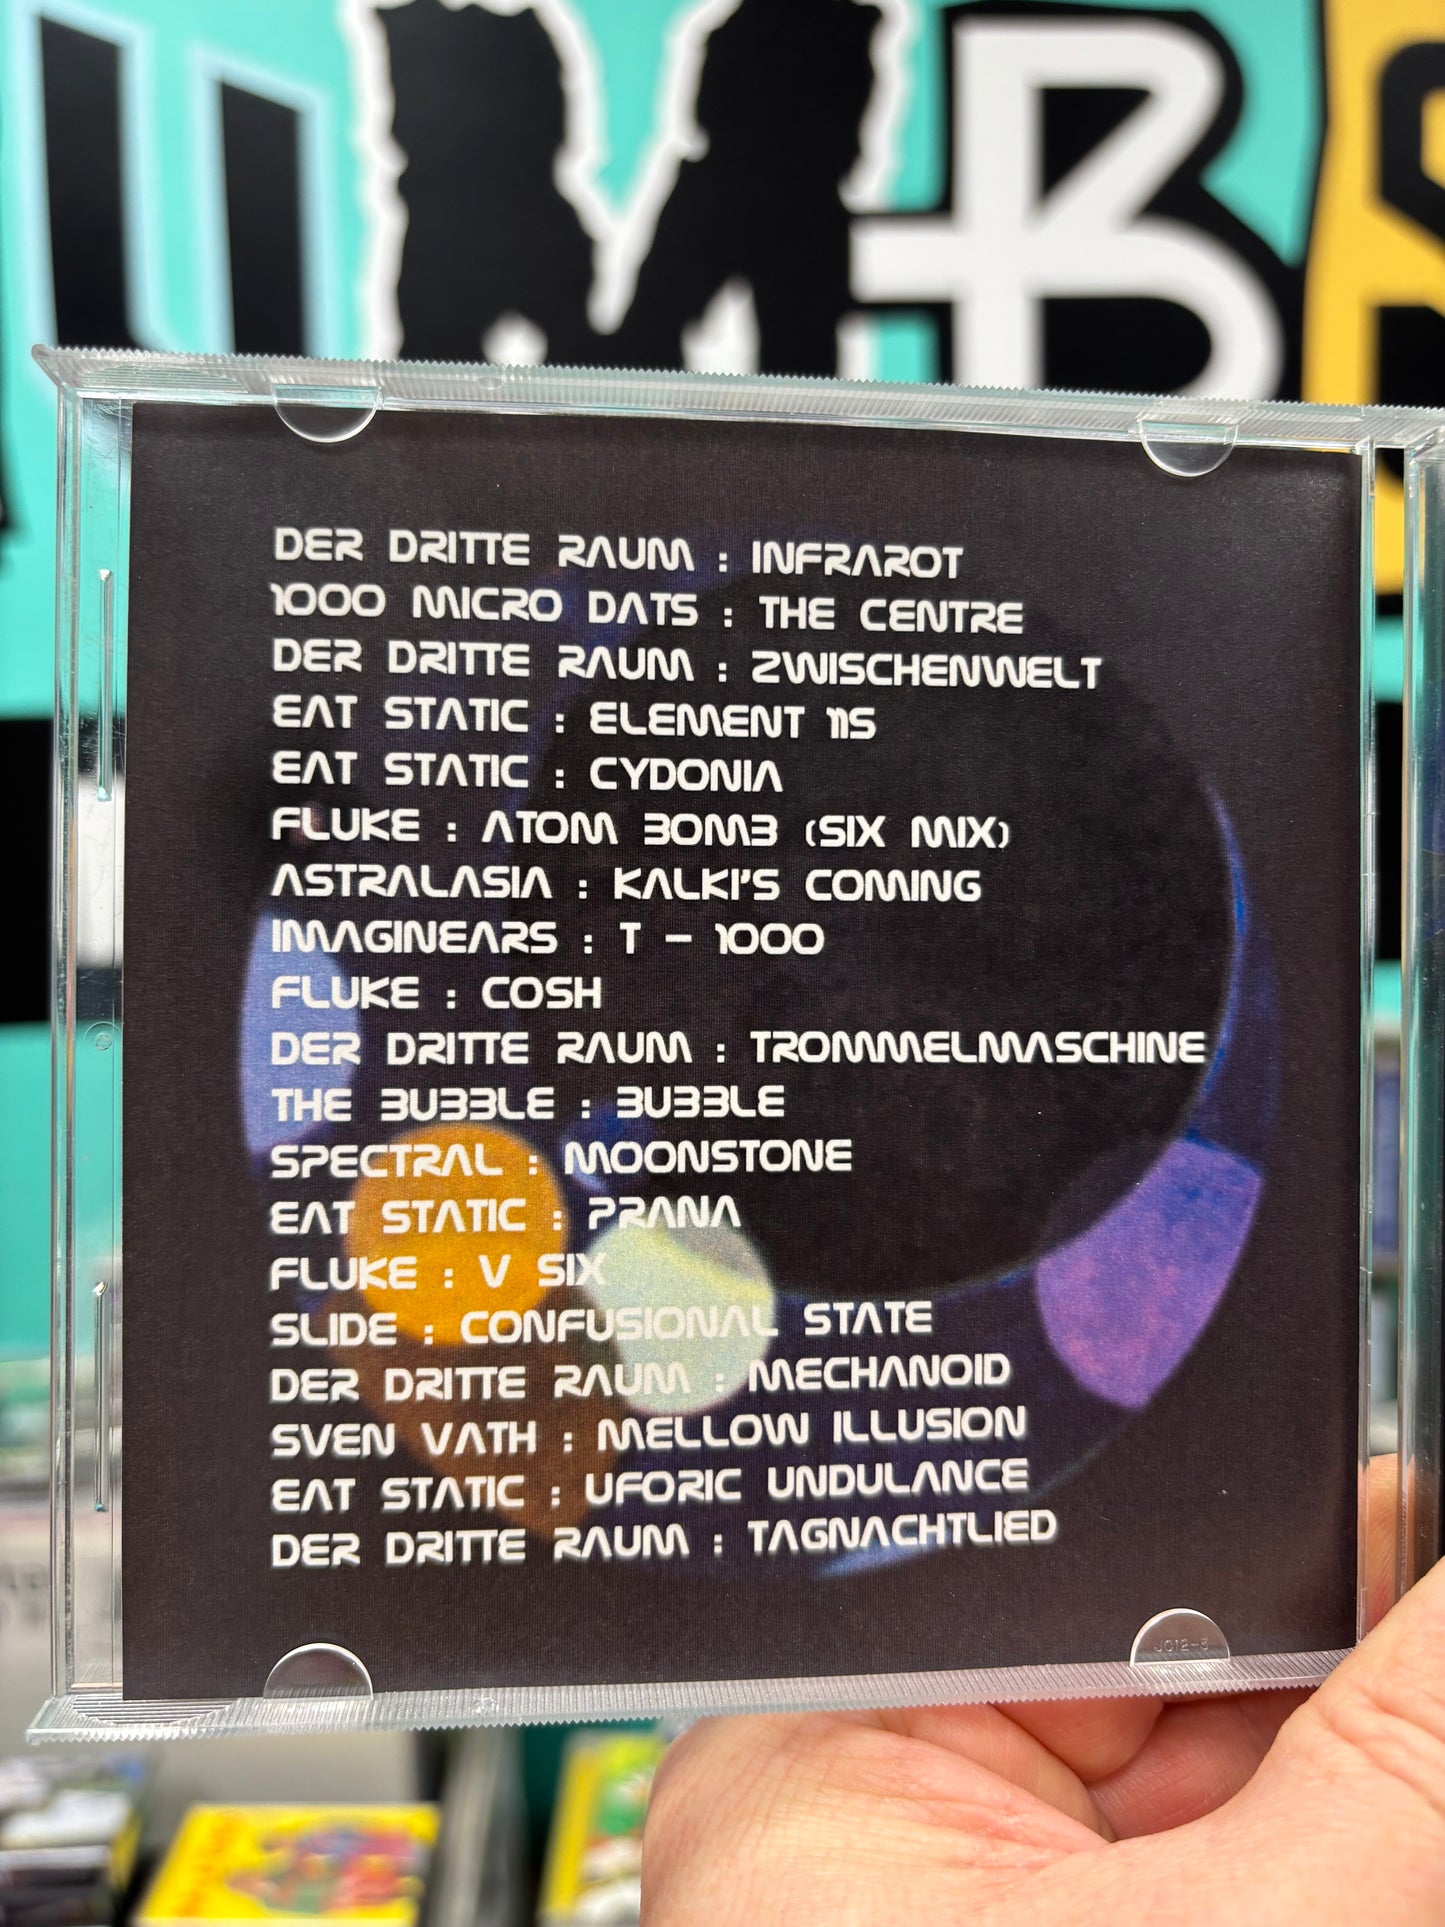 UMBS
DER DRITTE RAUM : INFRAROT
1000 MICRO DATS : THE CENTRE
DER DRITTE RAUM : ZWISCHENWELT
EAT STATIC : ELEMENT 115
EAT STATIC : CYDONIA
FLUKE : ATOM BOMB (SIX MIX)
ASTRALASIA : KALKI'S COMING
IMAGINEARS : T - 1000
FLUKE : COSH
DER DRITTE RAUM : TROMMELMASCHINE
THE BUBBLE : BUBBLE
SPECTRAL : MOONSTONE
EAT STATIC : PRANA
FLUKE : V SIX
SLIDE : CONFUSIONAL STATE
DER DRITTE RAUM : MECHANOID
SVEN VATH : MELLOW ILLUSION
EAT STATIC : UFORIC UNDULANCE
DER DRITTE RAUM : TAGNACHTLIED